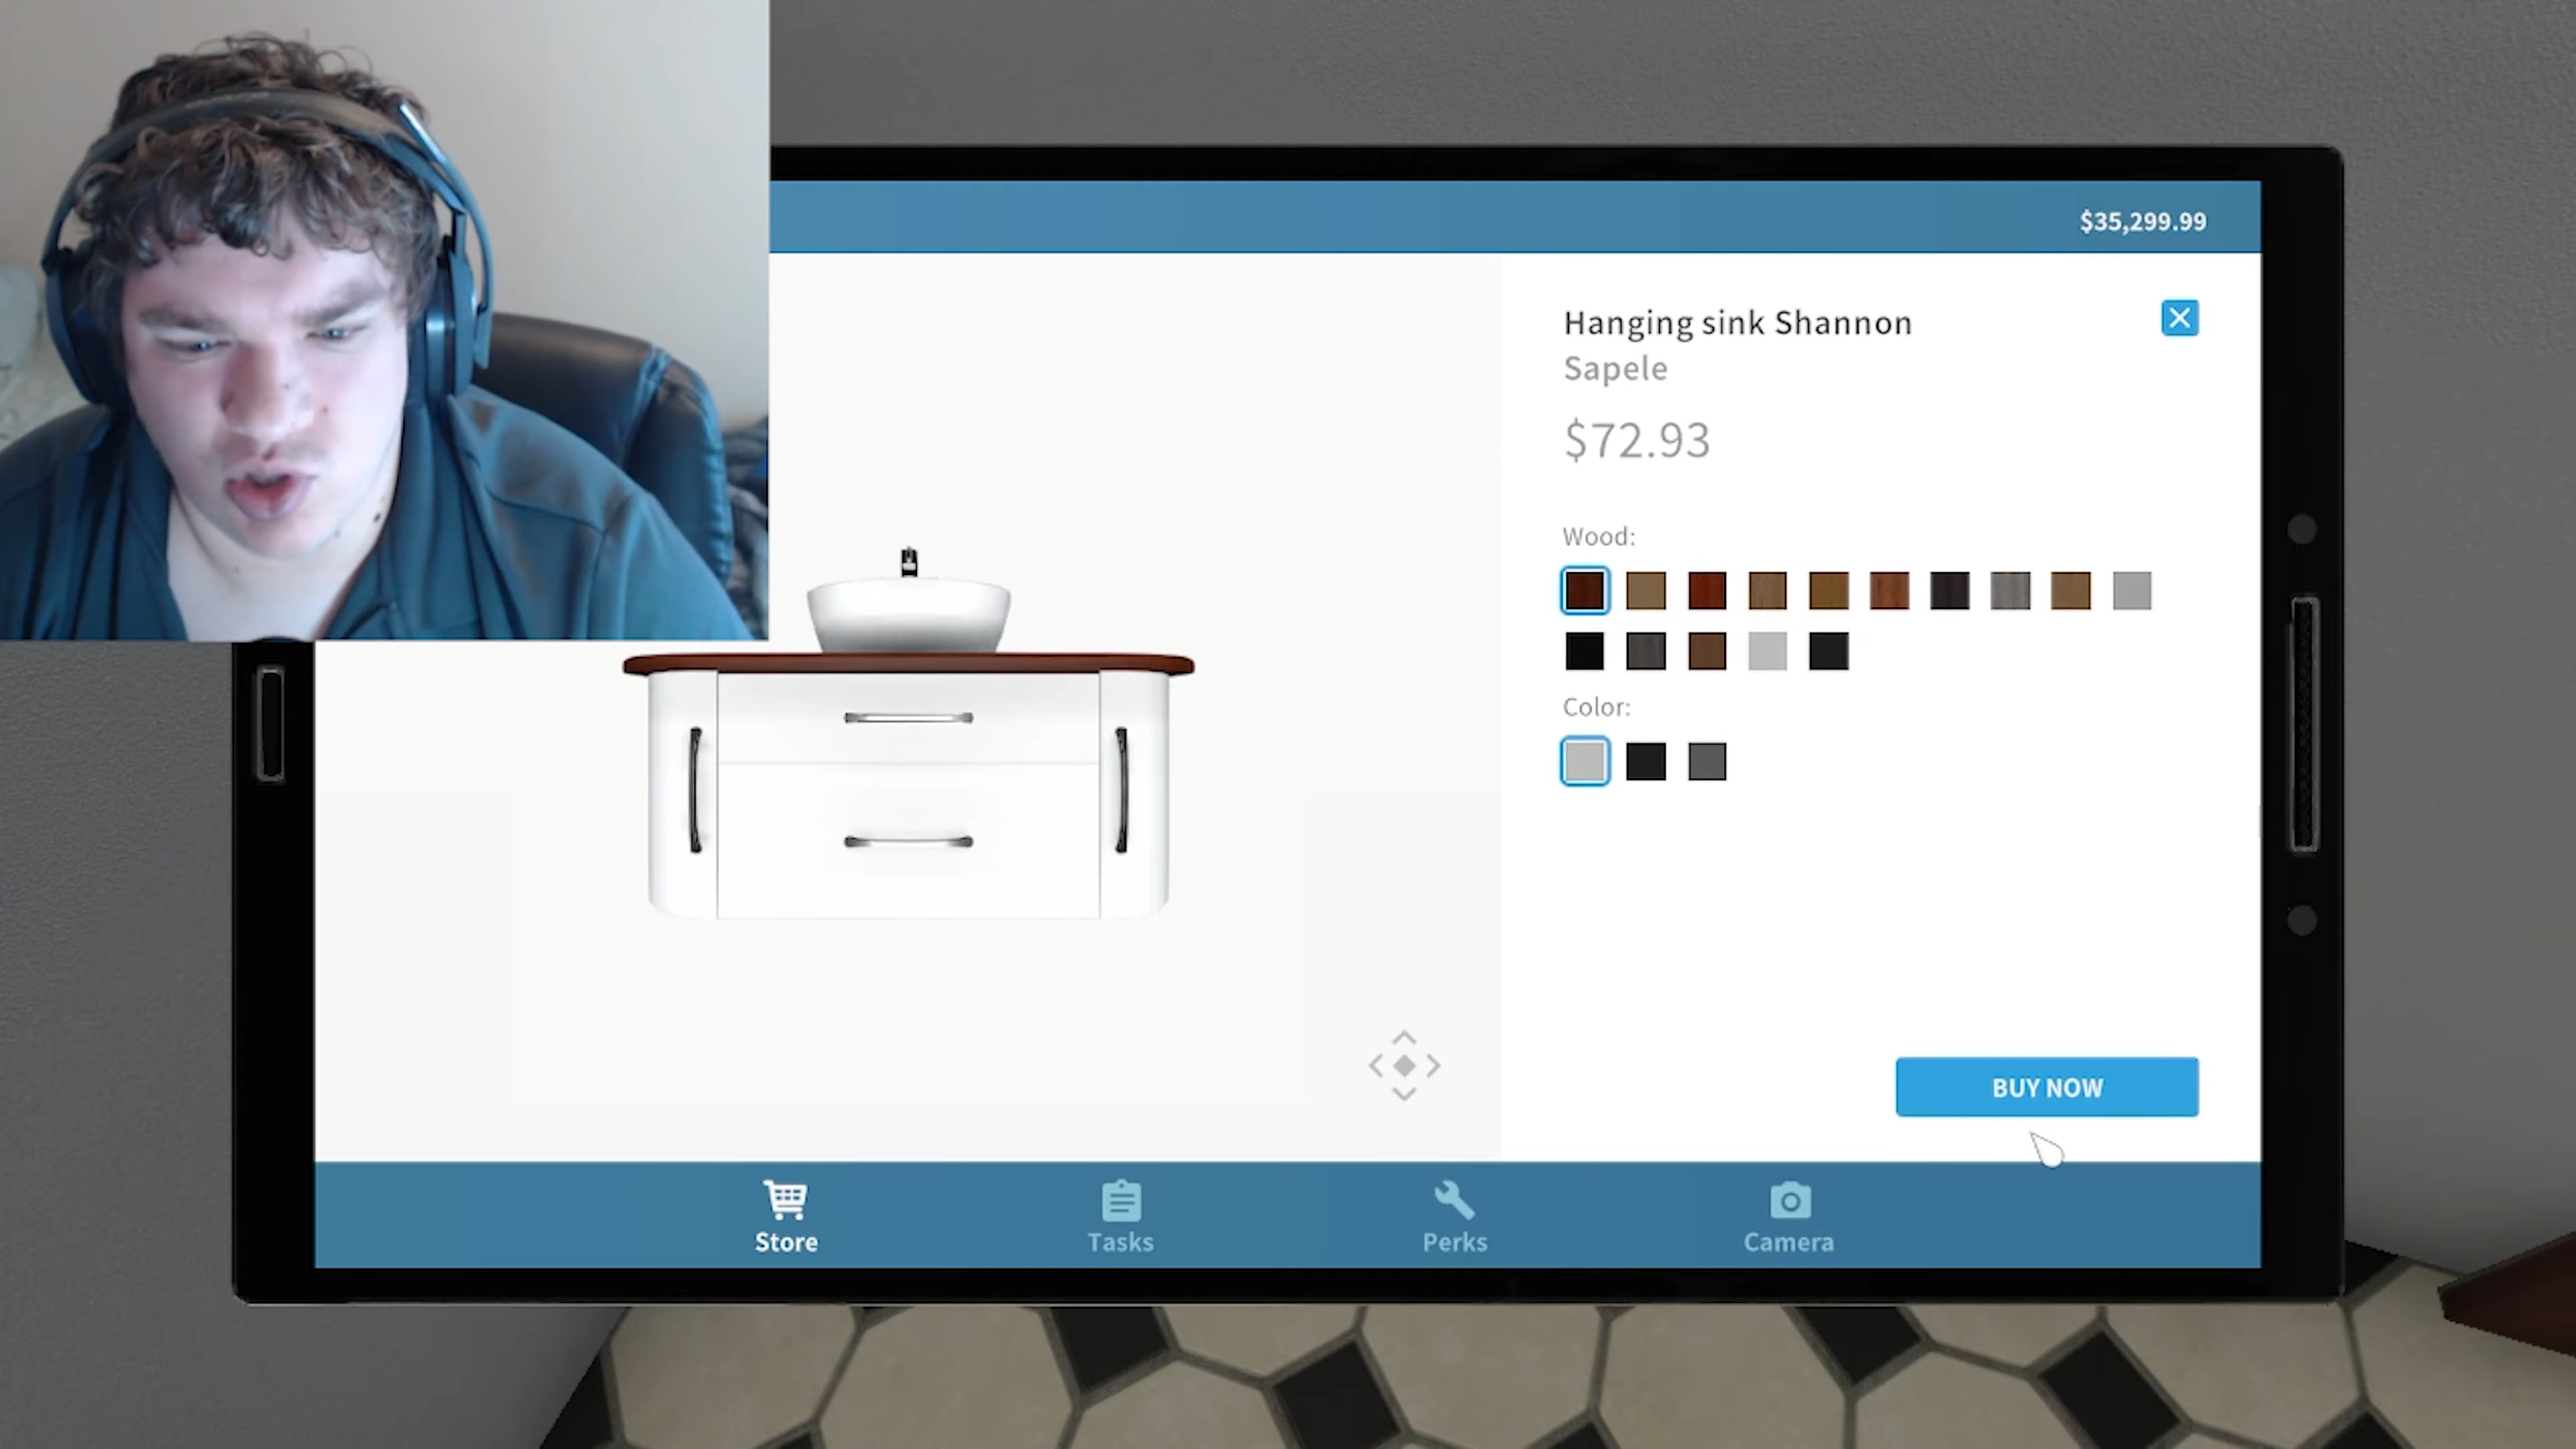 $35,299.99
Hanging sink Shannon
Sapele
$72.93
Wood:
Color:
BUY NOW
Store
Tasks
Perks
Camera